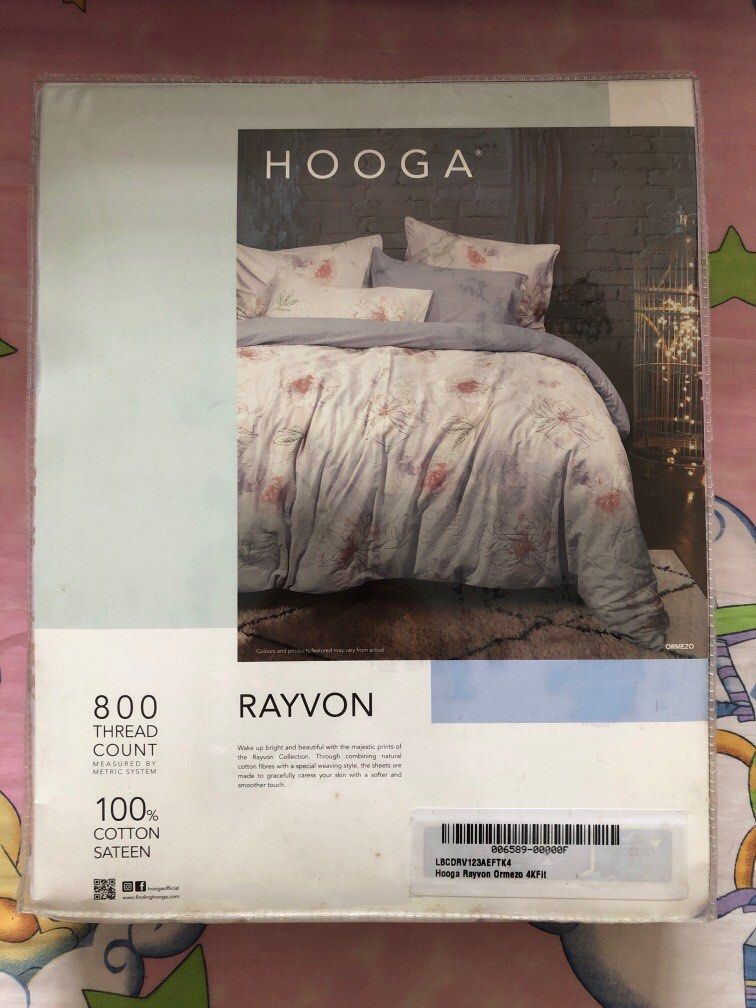 HOOGA®
Colours and products featured may vary from actual.
ORMEZO
800
THREAD
COUNT
MEASURED BY
METRIC SYSTEM
100%
COTTON
SATEEN
RAYVON
Wake up bright and beautiful with the majestic prints of
the Rayvon Collection. Through combining natural
cotton fibres with a special weaving style, the sheets are
made to gracefully caress your skin with a softer and
smoother touch.
hoogaofficial
www.findinghooga.com
006589-00000F
LBCDRV123AEFTK4
Hooga Rayvon Ormezo 4KFit